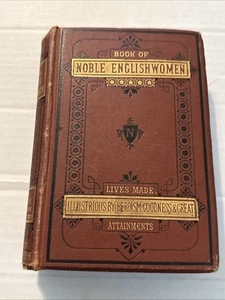 BOOK OF
NOBLE ENGLISHWOMEN
N
LIVES MADE
ILLUSTRIOUS BY HEROISM, GOODNESS & GREAT
ATTAINMENTS